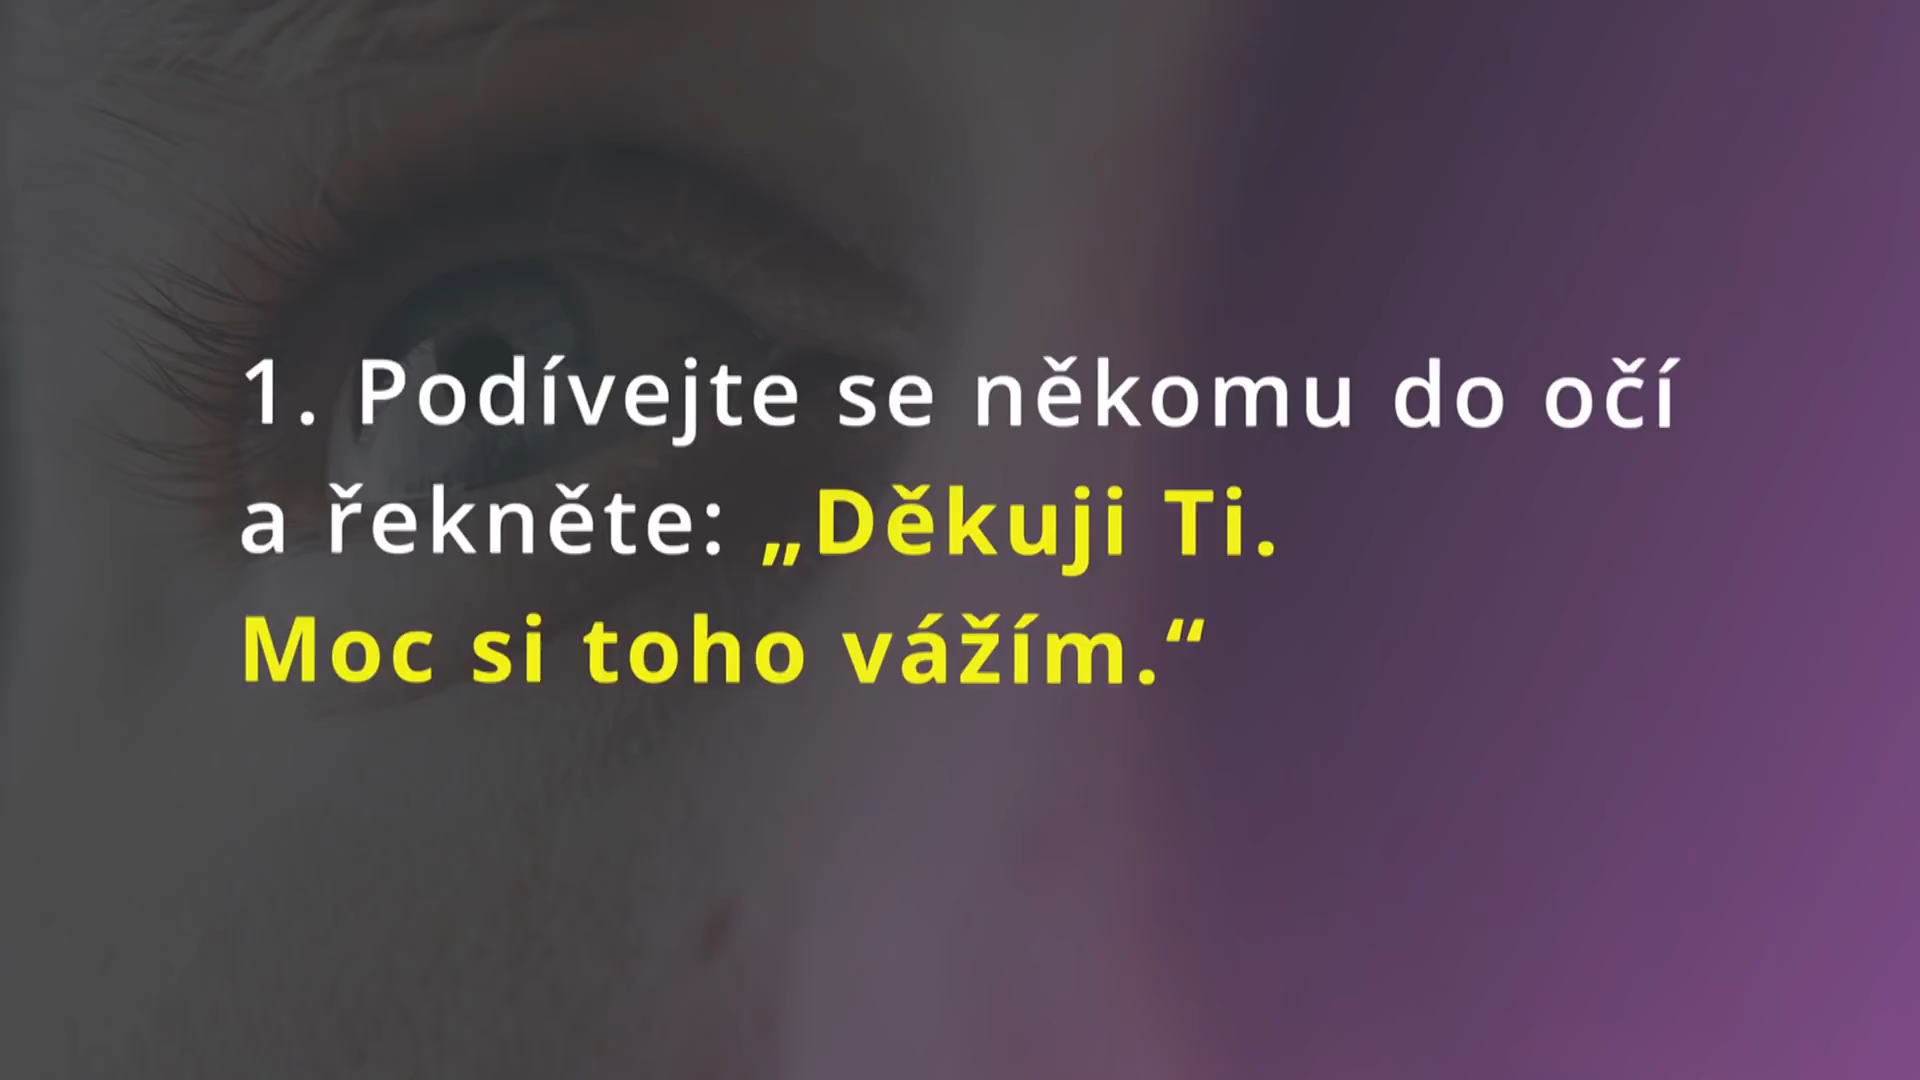 1. Podívejte se někomu do očí
a řekněte: „Děkuji Ti.
Moc si toho vážím.“